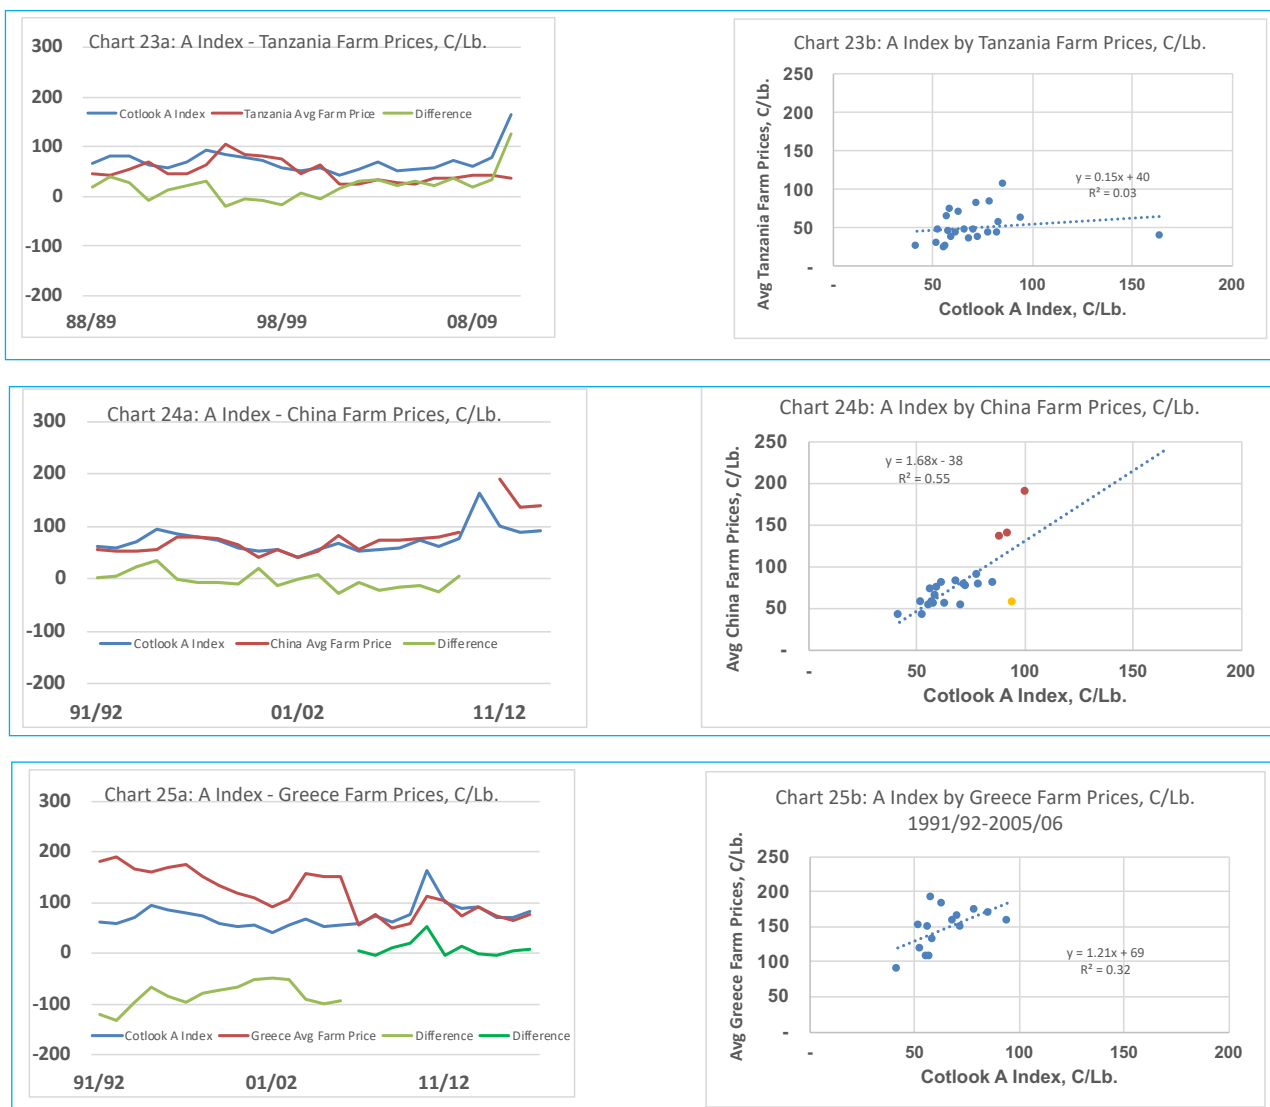 Chart 23a: A Index - Tanzania Farm Prices, C/Lb.
300
200
Cotlook A Index Tanzania Avg Farm Price Difference
100
0
-100
-200
88/89 98/99 08/09
Chart 23b: A Index by Tanzania Farm Prices, C/Lb.
Avg Tanzania Farm Prices, C/Lb.
250
200
150
100
50
-
y = 0.15x + 40
R² = 0.03
- 50 100 150 200
Cotlook A Index, C/Lb.
Chart 24a: A Index - China Farm Prices, C/Lb.
300
200
100
0
-100
Cotlook A Index China Avg Farm Price Difference
-200
91/92 01/02 11/12
Chart 24b: A Index by China Farm Prices, C/Lb.
Avg China Farm Prices, C/Lb.
250
200
150
100
50
-
y = 1.68x - 38
R² = 0.55
- 50 100 150 200
Cotlook A Index, C/Lb.
Chart 25a: A Index - Greece Farm Prices, C/Lb.
300
200
100
0
-100
Cotlook A Index Greece Avg Farm Price Difference Difference
-200
91/92 01/02 11/12
Chart 25b: A Index by Greece Farm Prices, C/Lb.
1991/92-2005/06
Avg Greece Farm Prices, C/Lb.
250
200
150
100
50
-
y = 1.21x + 69
R² = 0.32
- 50 100 150 200
Cotlook A Index, C/Lb.